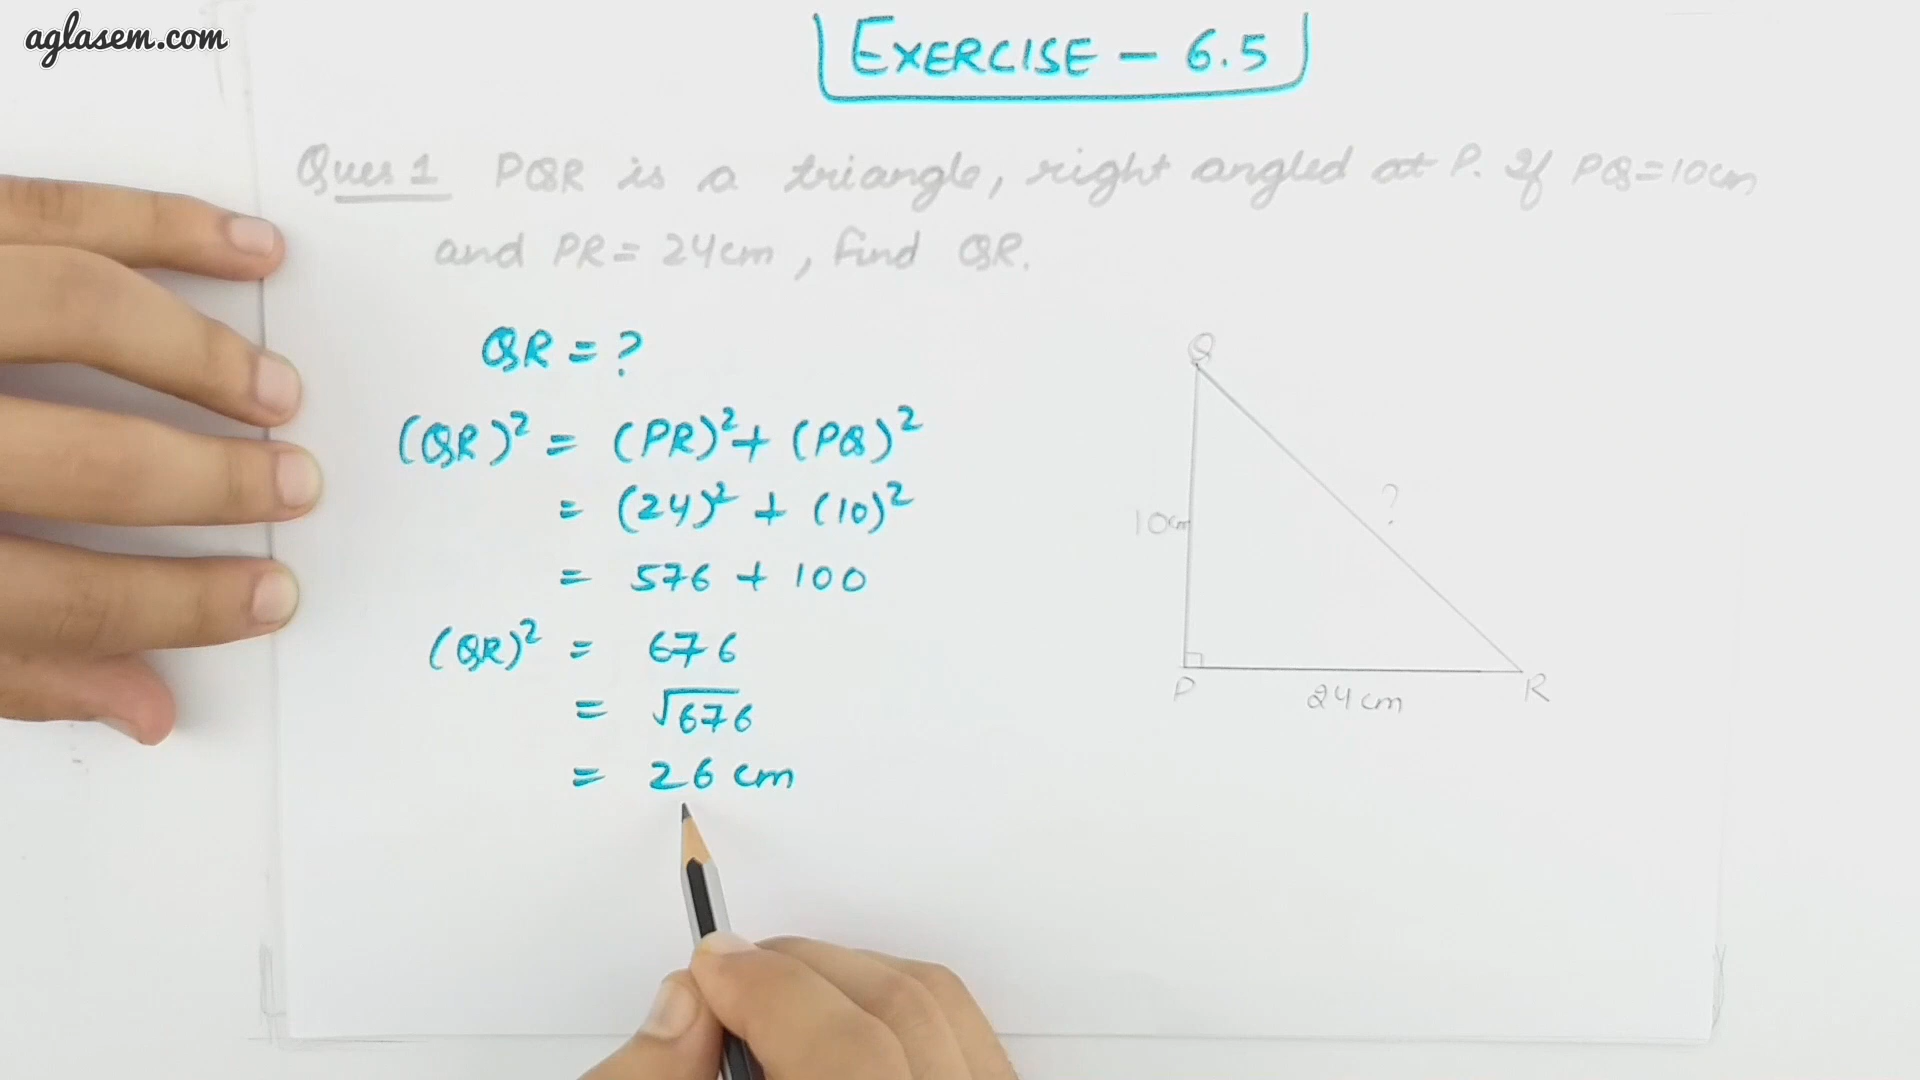 aglasem.com
EXERCISE - 6.5
Ques 1 PQR is a triangle, right angled at P. If PQ=10cm
and PR = 24cm, find QR.
QR = ?
(QR)² = (PR)² + (PQ)²
= (24)² + (10)²
= 576 + 100
(QR)² = 676
= √676
= 26 cm
Q
?
10cm
P
24cm
R